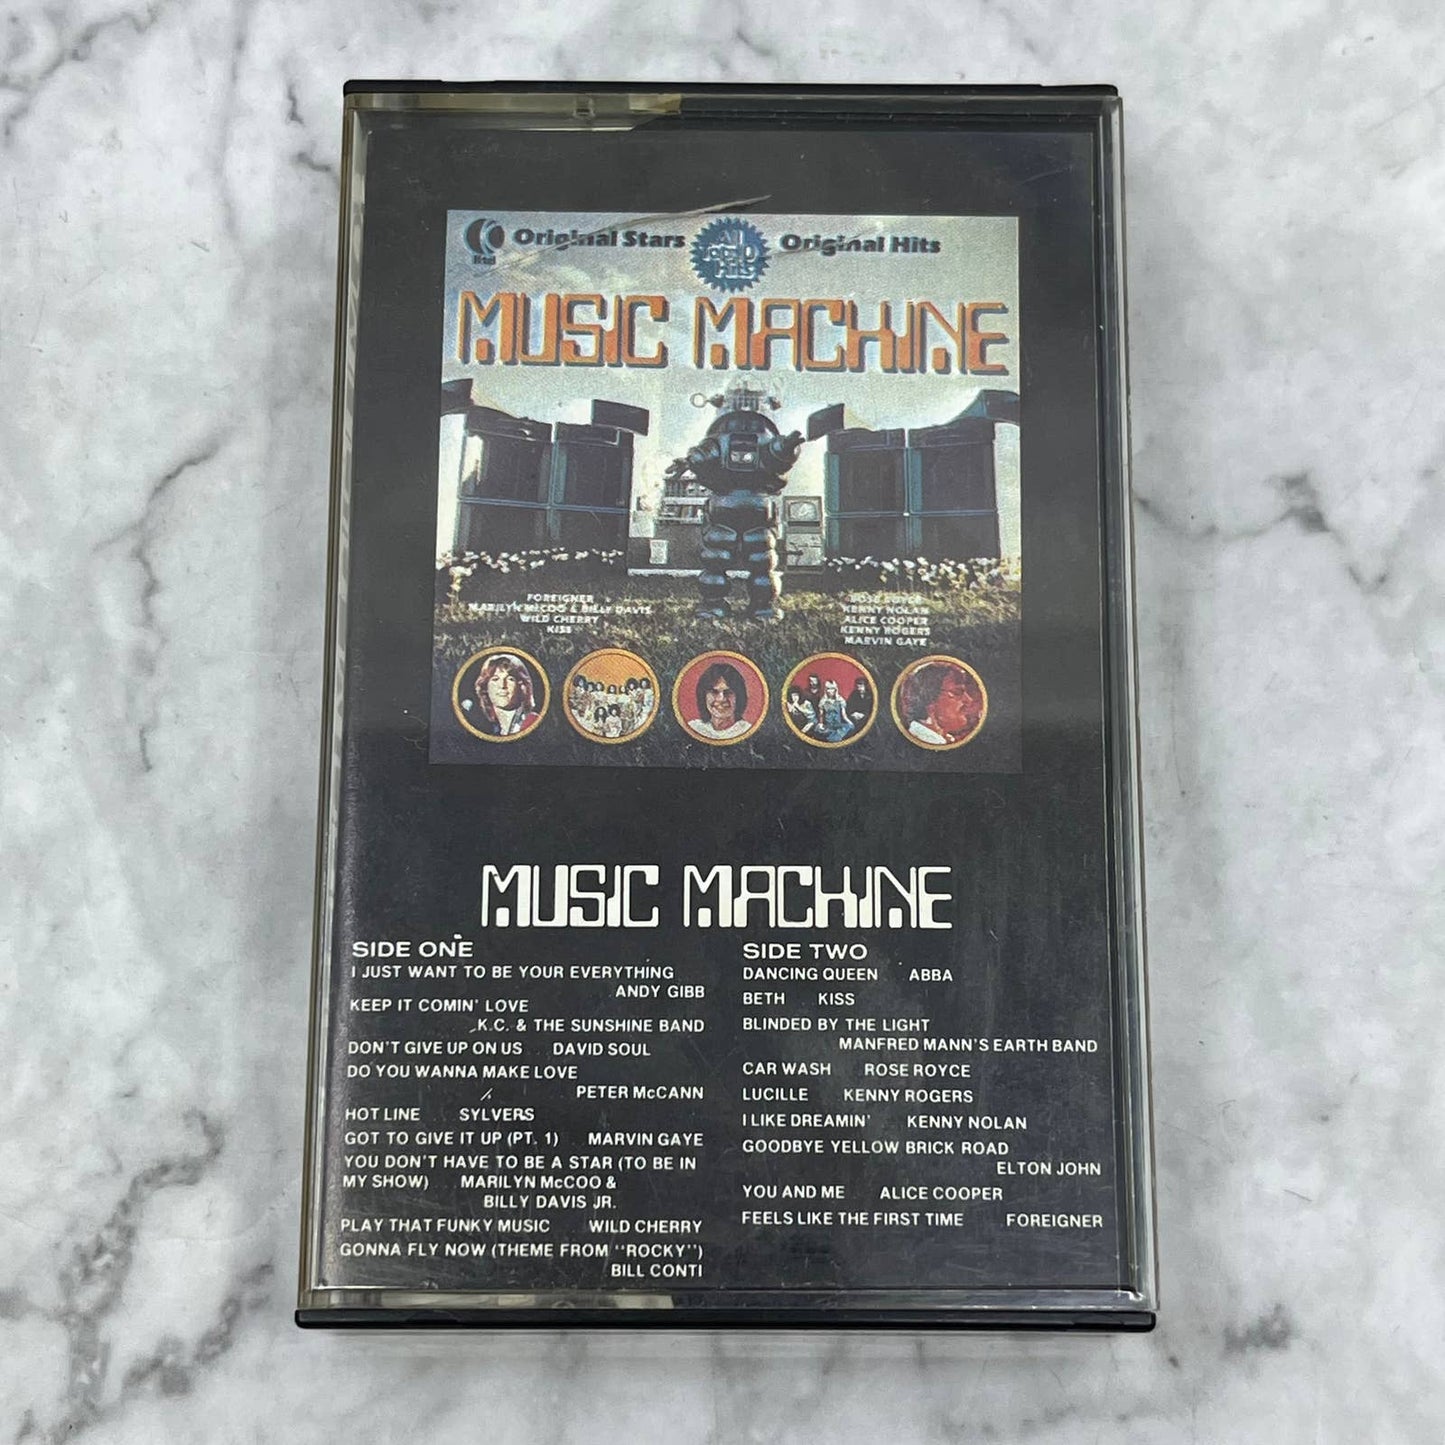 K-tel Original Stars All Top 10 Hits Original Hits
MUSIC MACHINE
FOREIGNER
MARILYN McCOO & BILLY DAVIS
WILD CHERRY
KISS
ROSE ROYCE
KENNY NOLAN
ALICE COOPER
KENNY ROGERS
MARVIN GAYE
MUSIC MACHINE
SIDE ONE
I JUST WANT TO BE YOUR EVERYTHING
ANDY GIBB
KEEP IT COMIN' LOVE
K.C. & THE SUNSHINE BAND
DON'T GIVE UP ON US DAVID SOUL
DO YOU WANNA MAKE LOVE
PETER McCANN
HOT LINE SYLVERS
GOT TO GIVE IT UP (PT. 1) MARVIN GAYE
YOU DON'T HAVE TO BE A STAR (TO BE IN
MY SHOW) MARILYN McCOO &
BILLY DAVIS JR.
PLAY THAT FUNKY MUSIC WILD CHERRY
GONNA FLY NOW (THEME FROM "ROCKY")
BILL CONTI
SIDE TWO
DANCING QUEEN ABBA
BETH KISS
BLINDED BY THE LIGHT
MANFRED MANN'S EARTH BAND
CAR WASH ROSE ROYCE
LUCILLE KENNY ROGERS
I LIKE DREAMIN' KENNY NOLAN
GOODBYE YELLOW BRICK ROAD
ELTON JOHN
YOU AND ME ALICE COOPER
FEELS LIKE THE FIRST TIME FOREIGNER